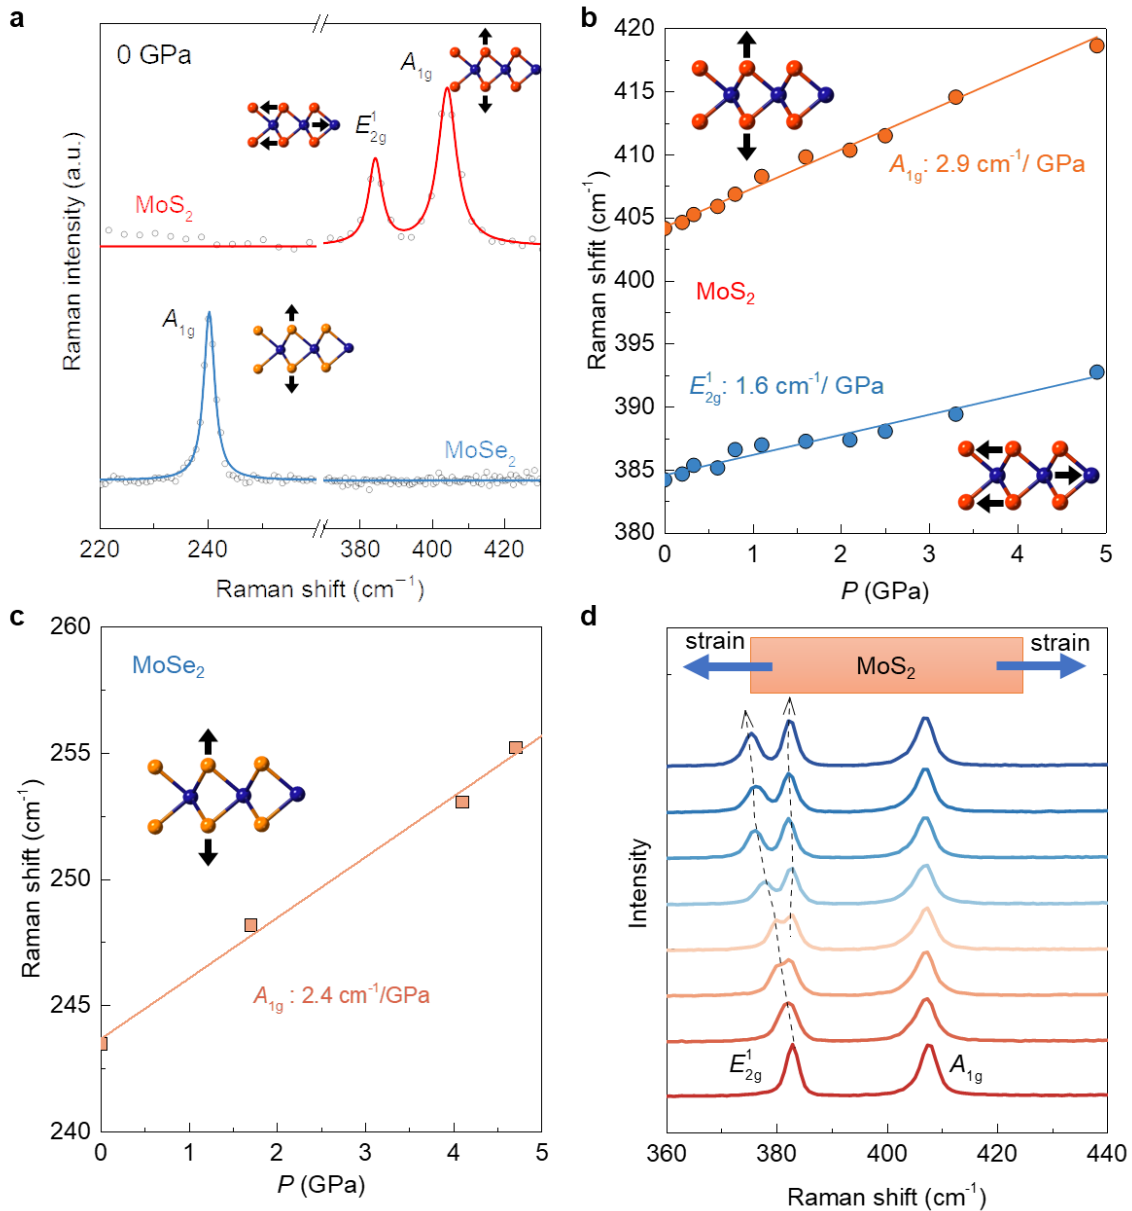 a
0 GPa
A1g
E¹2g
MoS2
A1g
MoSe2
Raman intensity (a.u.)
220 240 380 400 420
Raman shift (cm⁻¹)
b
420
415
410
405
400
395
390
385
380
A1g: 2.9 cm⁻¹/ GPa
MoS2
E¹2g: 1.6 cm⁻¹/ GPa
Raman shfit (cm⁻¹)
0 1 2 3 4 5
P (GPa)
c
260
255
250
245
240
MoSe2
A1g : 2.4 cm⁻¹/GPa
Raman shift (cm⁻¹)
0 1 2 3 4 5
P (GPa)
d
strain MoS2 strain
E¹2g A1g
Intensity
360 380 400 420 440
Raman shift (cm⁻¹)